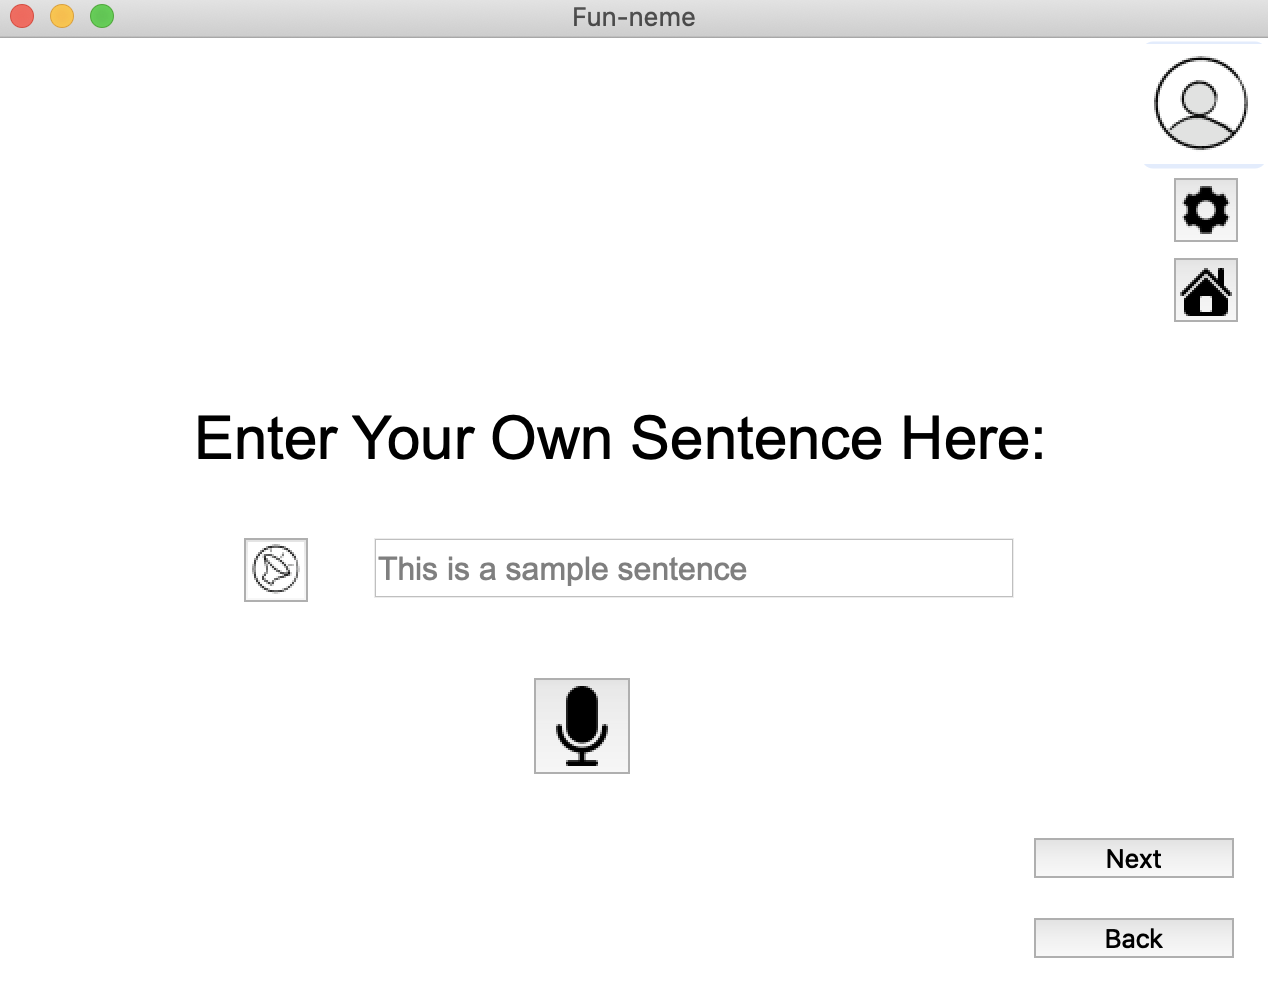 Fun-neme
Enter Your Own Sentence Here:
This is a sample sentence
Next
Back